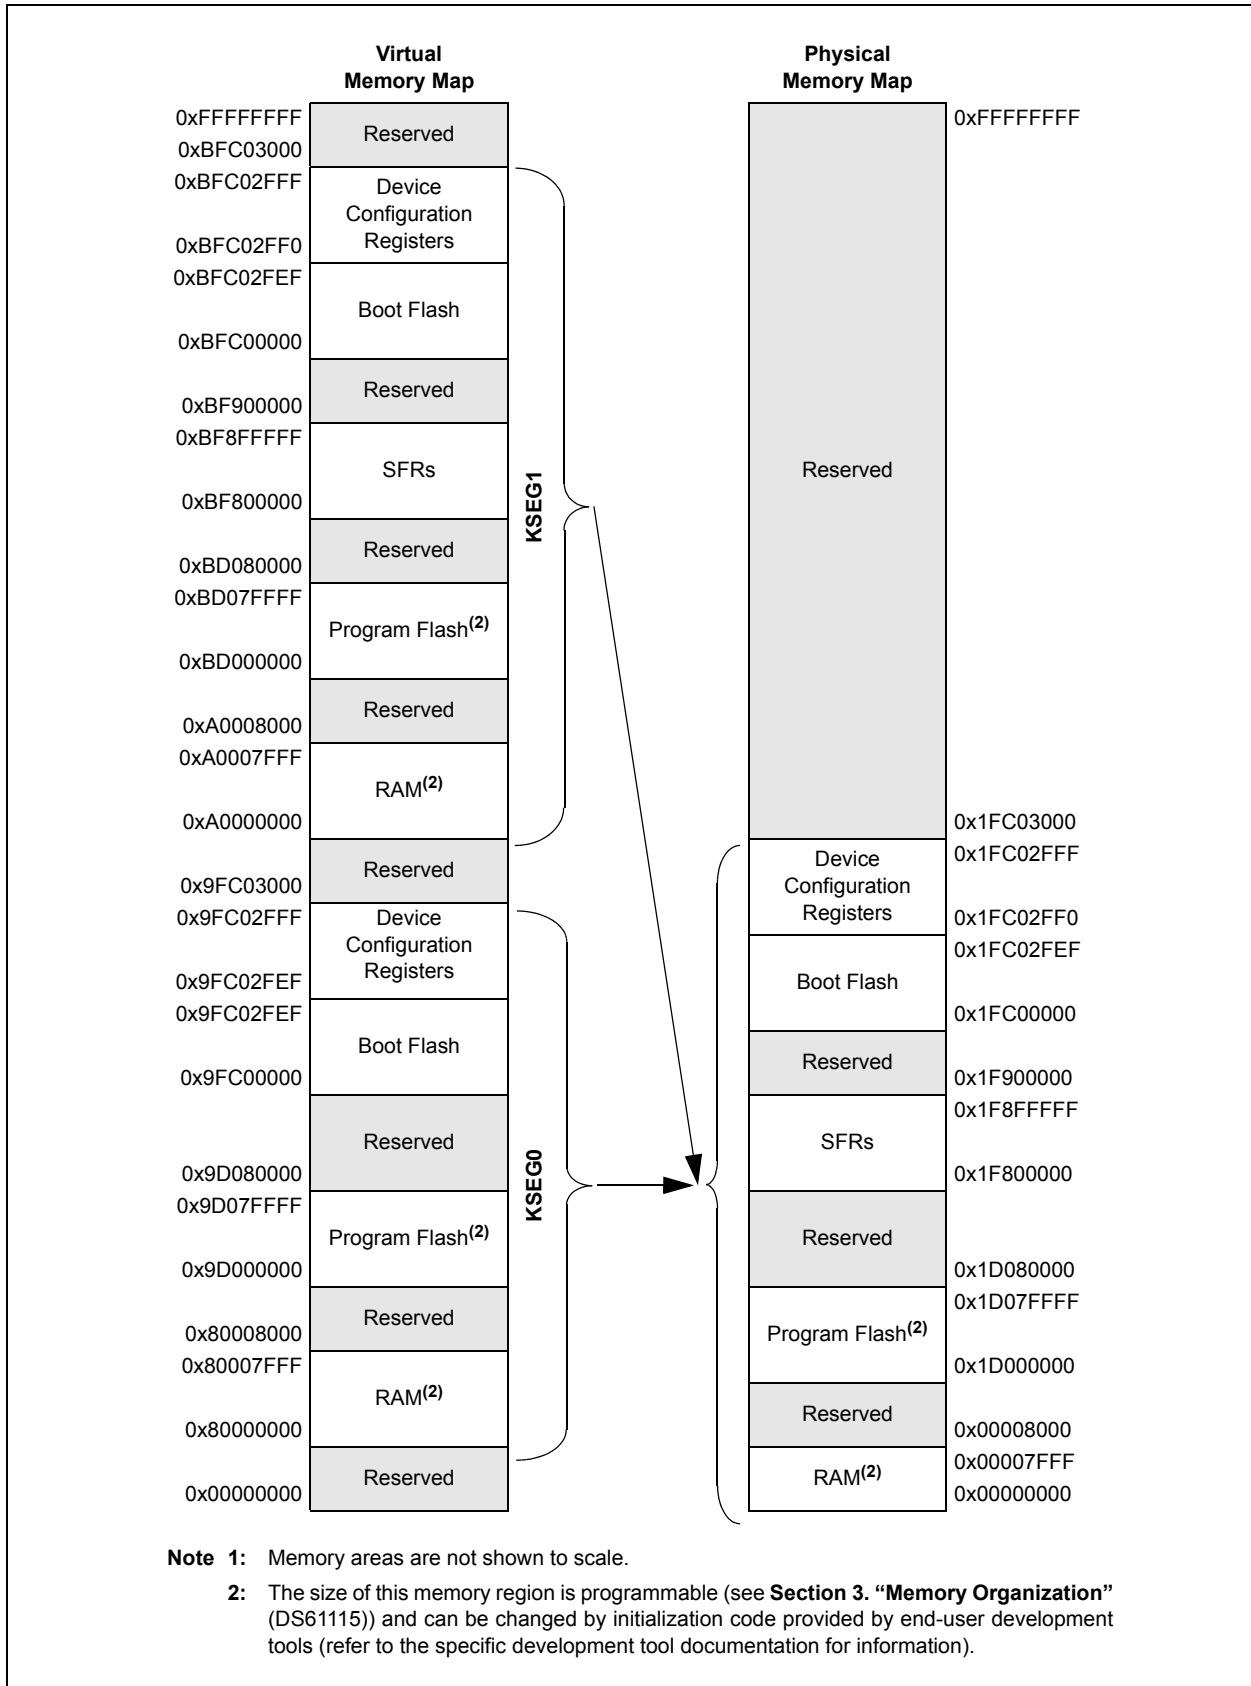 Virtual
Memory Map
0xFFFFFFFF
Reserved
0xBFC03000
0xBFC02FFF
Device
Configuration
Registers
0xBFC02FF0
0xBFC02FEF
Boot Flash
0xBFC00000
Reserved
0xBF900000
0xBF8FFFFF
SFRs
0xBF800000
Reserved
0xBD080000
0xBD07FFFF
Program Flash(2)
0xBD000000
Reserved
0xA0008000
0xA0007FFF
RAM(2)
0xA0000000
KSEG1
Reserved
0x9FC03000
0x9FC02FFF
Device
Configuration
Registers
0x9FC02FEF
0x9FC02FEF
Boot Flash
0x9FC00000
Reserved
0x9D080000
0x9D07FFFF
Program Flash(2)
0x9D000000
Reserved
0x80008000
0x80007FFF
RAM(2)
0x80000000
KSEG0
Reserved
0x00000000
Physical
Memory Map
0xFFFFFFFF
Reserved
0x1FC03000
Device
0x1FC02FFF
Configuration
Registers
0x1FC02FF0
0x1FC02FEF
Boot Flash
0x1FC00000
Reserved
0x1F900000
0x1F8FFFFF
SFRs
0x1F800000
Reserved
0x1D080000
0x1D07FFFF
Program Flash(2)
0x1D000000
Reserved
0x00008000
0x00007FFF
RAM(2)
0x00000000
Note 1: Memory areas are not shown to scale.
2: The size of this memory region is programmable (see Section 3. “Memory Organization”
(DS61115)) and can be changed by initialization code provided by end-user development
tools (refer to the specific development tool documentation for information).